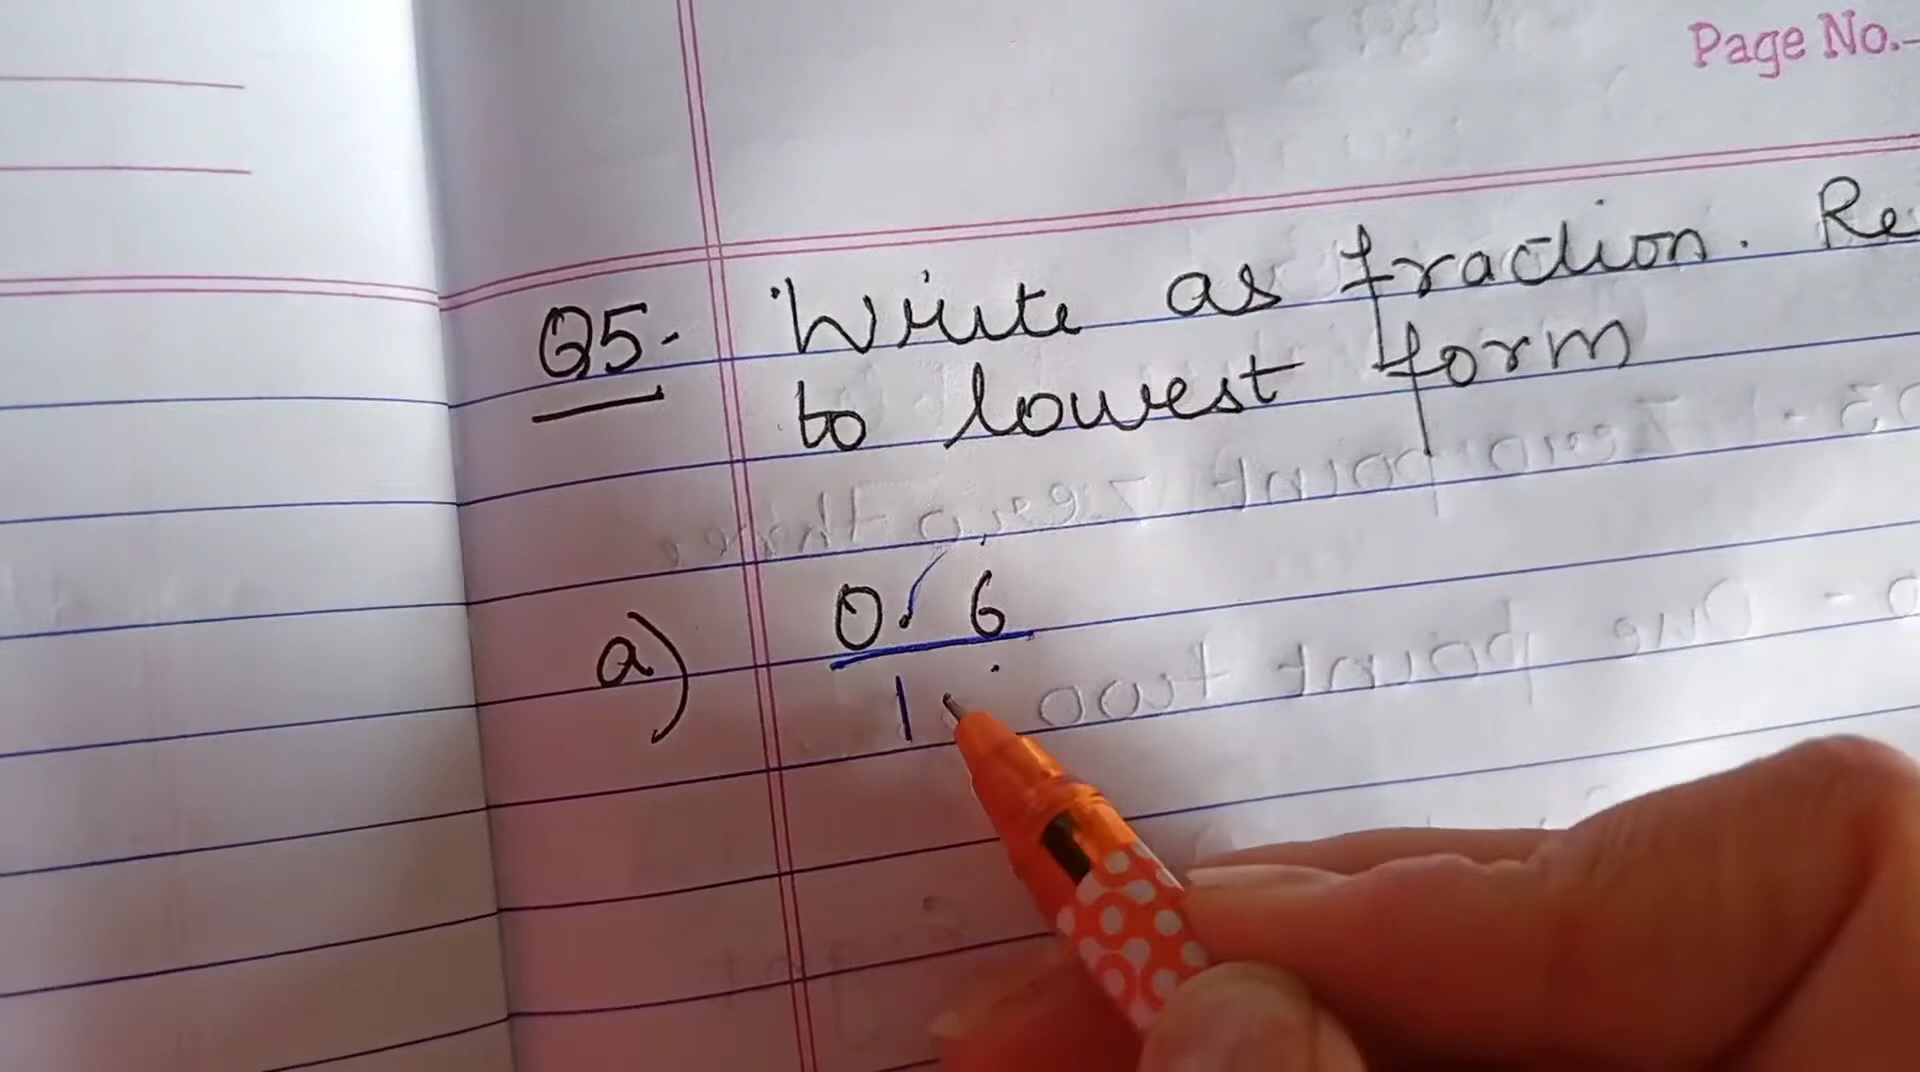 Page No.-
Q5- Write as fraction. Re
to lowest form
a) 0.6
1